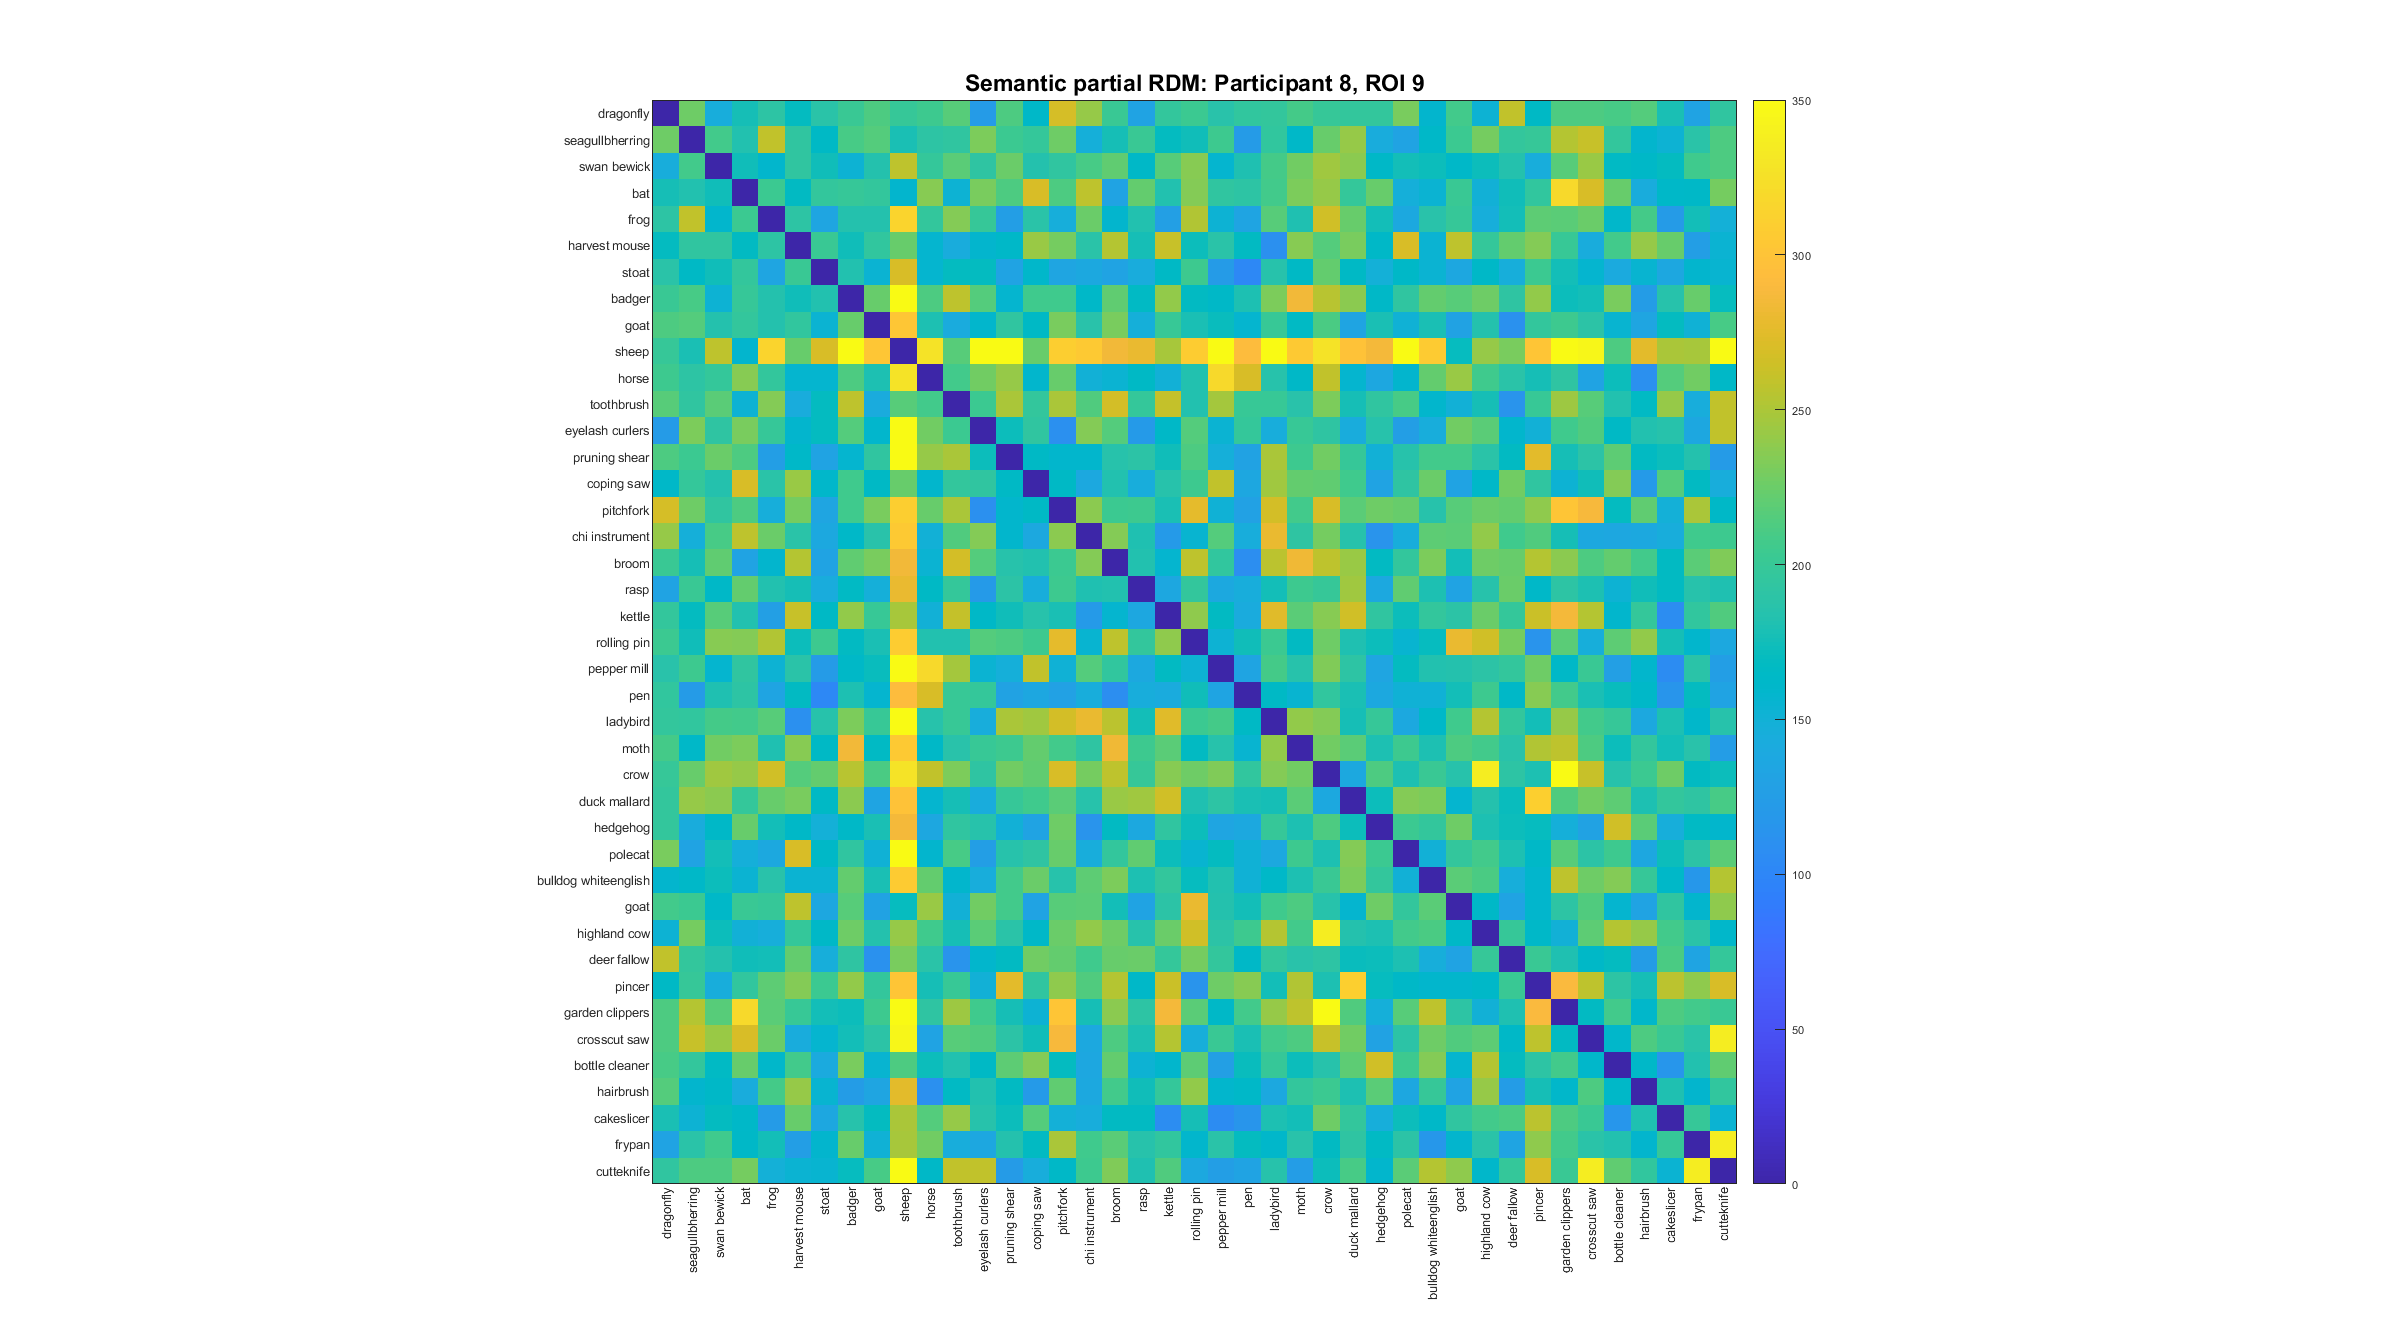 Semantic partial RDM: Participant 8, ROI 9
dragonfly
seagullbherring
swan bewick
bat
frog
harvest mouse
stoat
badger
goat
sheep
horse
toothbrush
eyelash curlers
pruning shear
coping saw
pitchfork
chi instrument
broom
rasp
kettle
rolling pin
pepper mill
pen
ladybird
moth
crow
duck mallard
hedgehog
polecat
bulldog whiteenglish
goat
highland cow
deer fallow
pincer
garden clippers
crosscut saw
bottle cleaner
hairbrush
cakeslicer
frypan
cutteknife
dragonfly
seagullbherring
swan bewick
bat
frog
harvest mouse
stoat
badger
goat
sheep
horse
toothbrush
eyelash curlers
pruning shear
coping saw
pitchfork
chi instrument
broom
rasp
kettle
rolling pin
pepper mill
pen
ladybird
moth
crow
duck mallard
hedgehog
polecat
bulldog whiteenglish
goat
highland cow
deer fallow
pincer
garden clippers
crosscut saw
bottle cleaner
hairbrush
cakeslicer
frypan
cutteknife
350
300
250
200
150
100
50
0